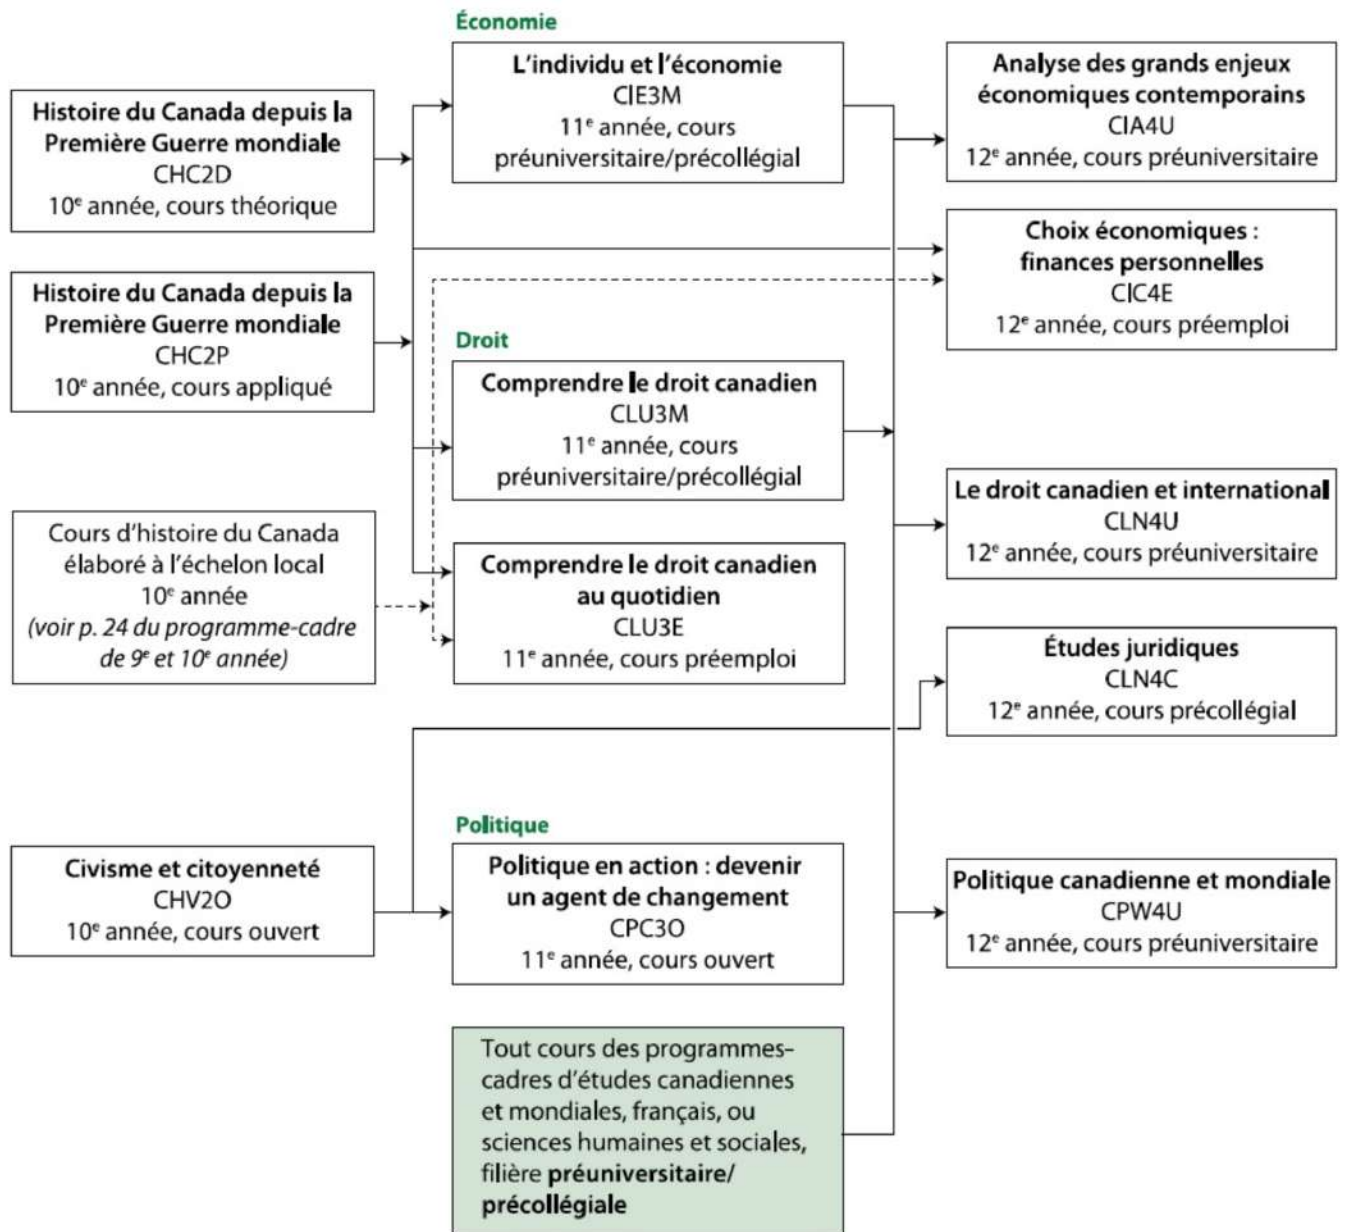 Économie
L'individu et l'économie
CIE3M
11e année, cours
préuniversitaire/précollégial
Analyse des grands enjeux
économiques contemporains
CIA4U
12e année, cours préuniversitaire
Histoire du Canada depuis la
Première Guerre mondiale
CHC2D
10e année, cours théorique
Choix économiques :
finances personnelles
CIC4E
12e année, cours préemploi
Histoire du Canada depuis la
Première Guerre mondiale
CHC2P
10e année, cours appliqué
Droit
Comprendre le droit canadien
CLU3M
11e année, cours
préuniversitaire/précollégial
Le droit canadien et international
CLN4U
12e année, cours préuniversitaire
Cours d'histoire du Canada
élaboré à l'échelon local
10e année
(voir p. 24 du programme-cadre
de 9e et 10e année)
Comprendre le droit canadien
au quotidien
CLU3E
11e année, cours préemploi
Études juridiques
CLN4C
12e année, cours précollégial
Politique
Civisme et citoyenneté
CHV2O
10e année, cours ouvert
Politique en action : devenir
un agent de changement
CPC3O
11e année, cours ouvert
Politique canadienne et mondiale
CPW4U
12e année, cours préuniversitaire
Tout cours des programmes-
cadres d'études canadiennes
et mondiales, français, ou
sciences humaines et sociales,
filière préuniversitaire/
précollégiale